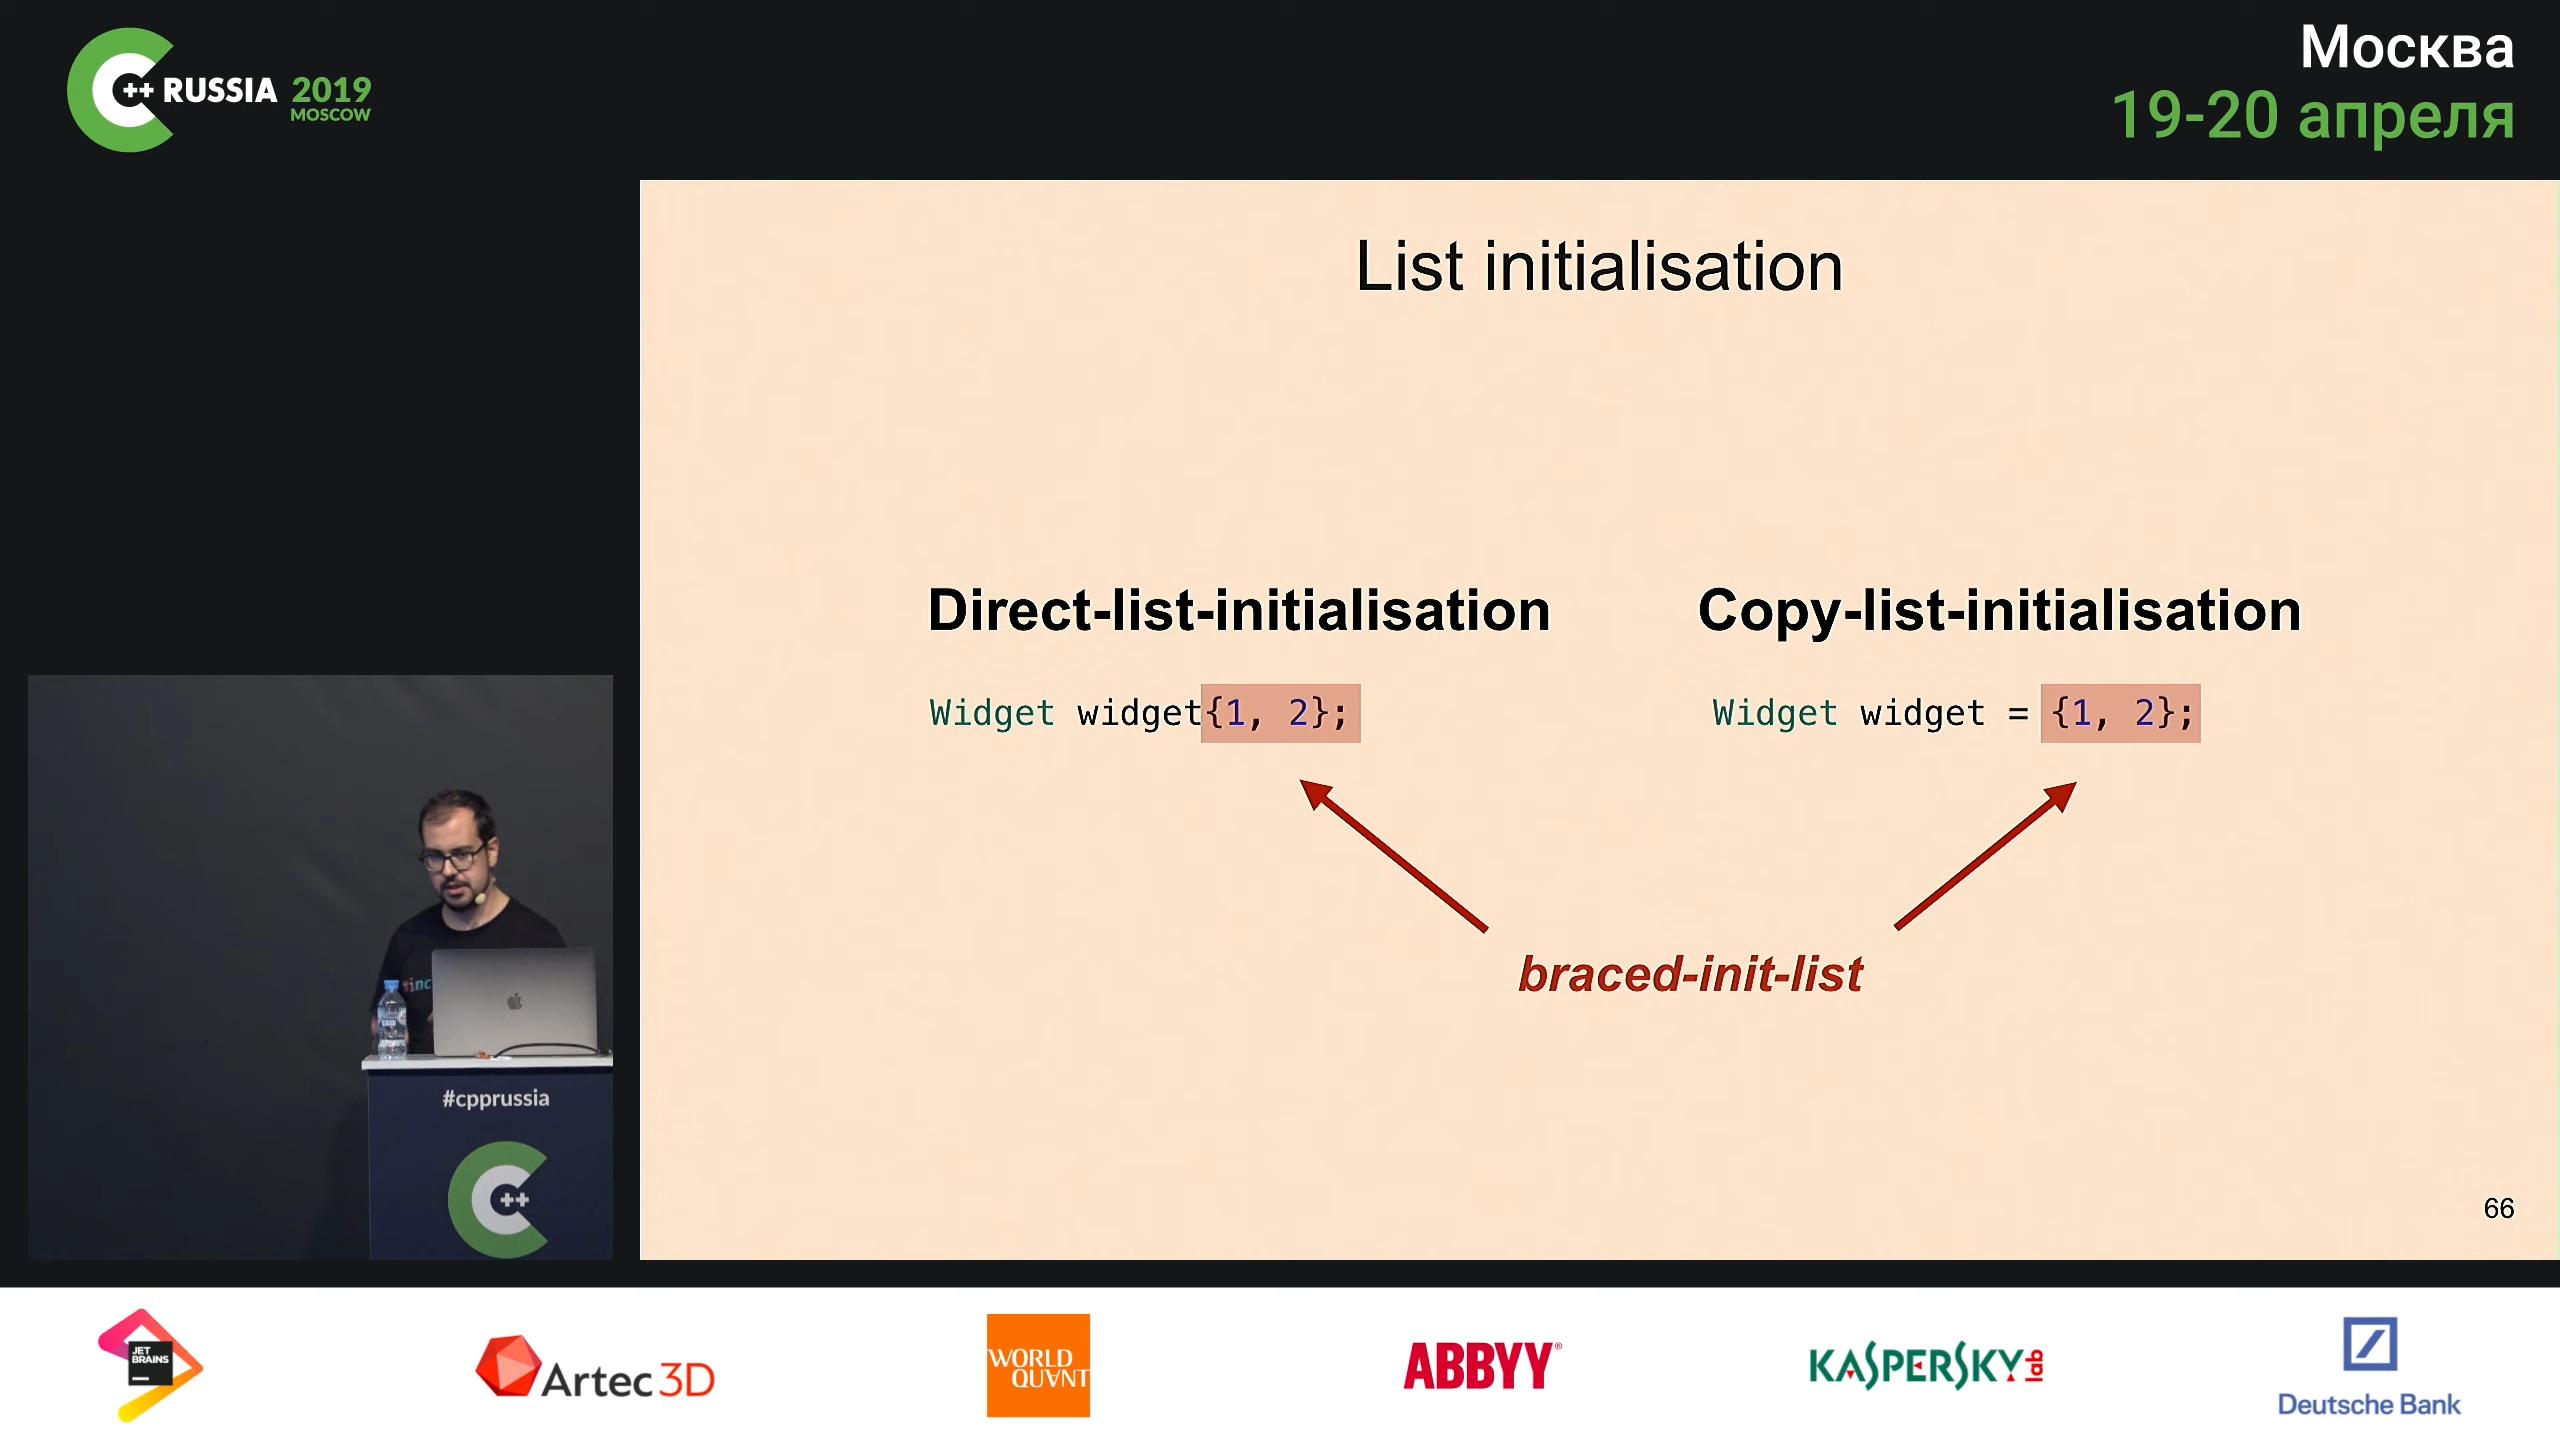 C++ RUSSIA 2019
MOSCOW
Москва
19-20 апреля
List initialisation
Direct-list-initialisation
Copy-list-initialisation
Widget widget{1, 2};
Widget widget = {1, 2};
braced-init-list
66
#inc
#cpprussia
C++
JET
BRAINS
Artec 3D
WORLD
QUANT
ABBYY®
KASPERSKY lab
Deutsche Bank